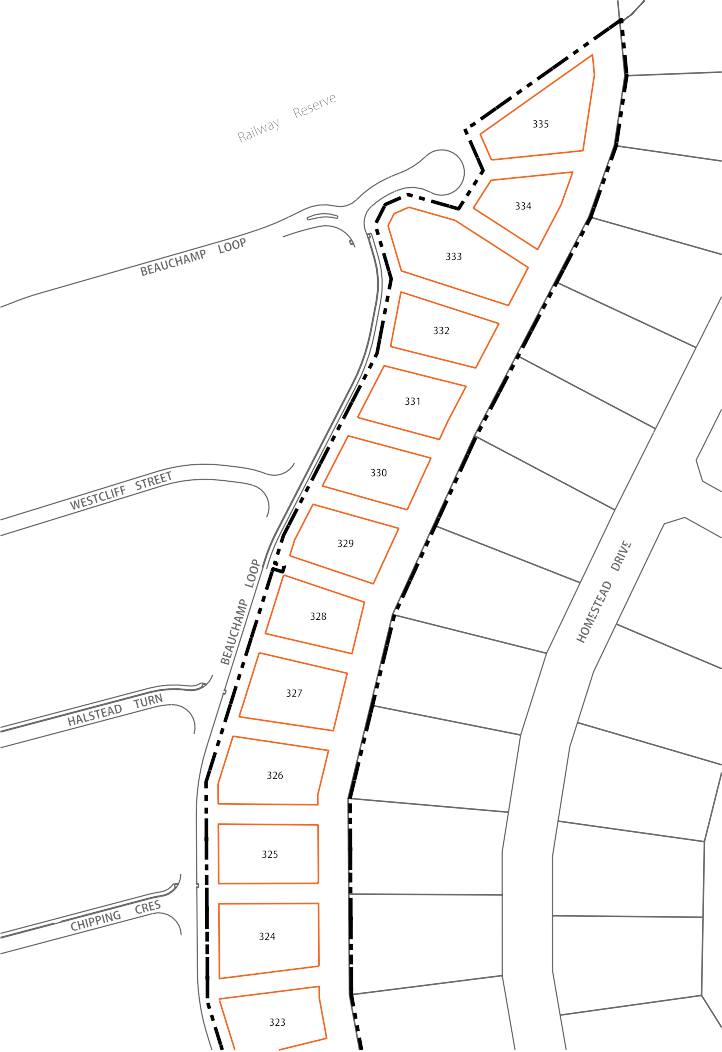 Railway Reserve
335
334
BEAUCHAMP LOOP
333
332
331
330
WESTCLIFF STREET
329
HOMESTEAD DRIVE
BEAUCHAMP LOOP
328
327
HALSTEAD TURN
326
325
CHIPPING CRES
324
323